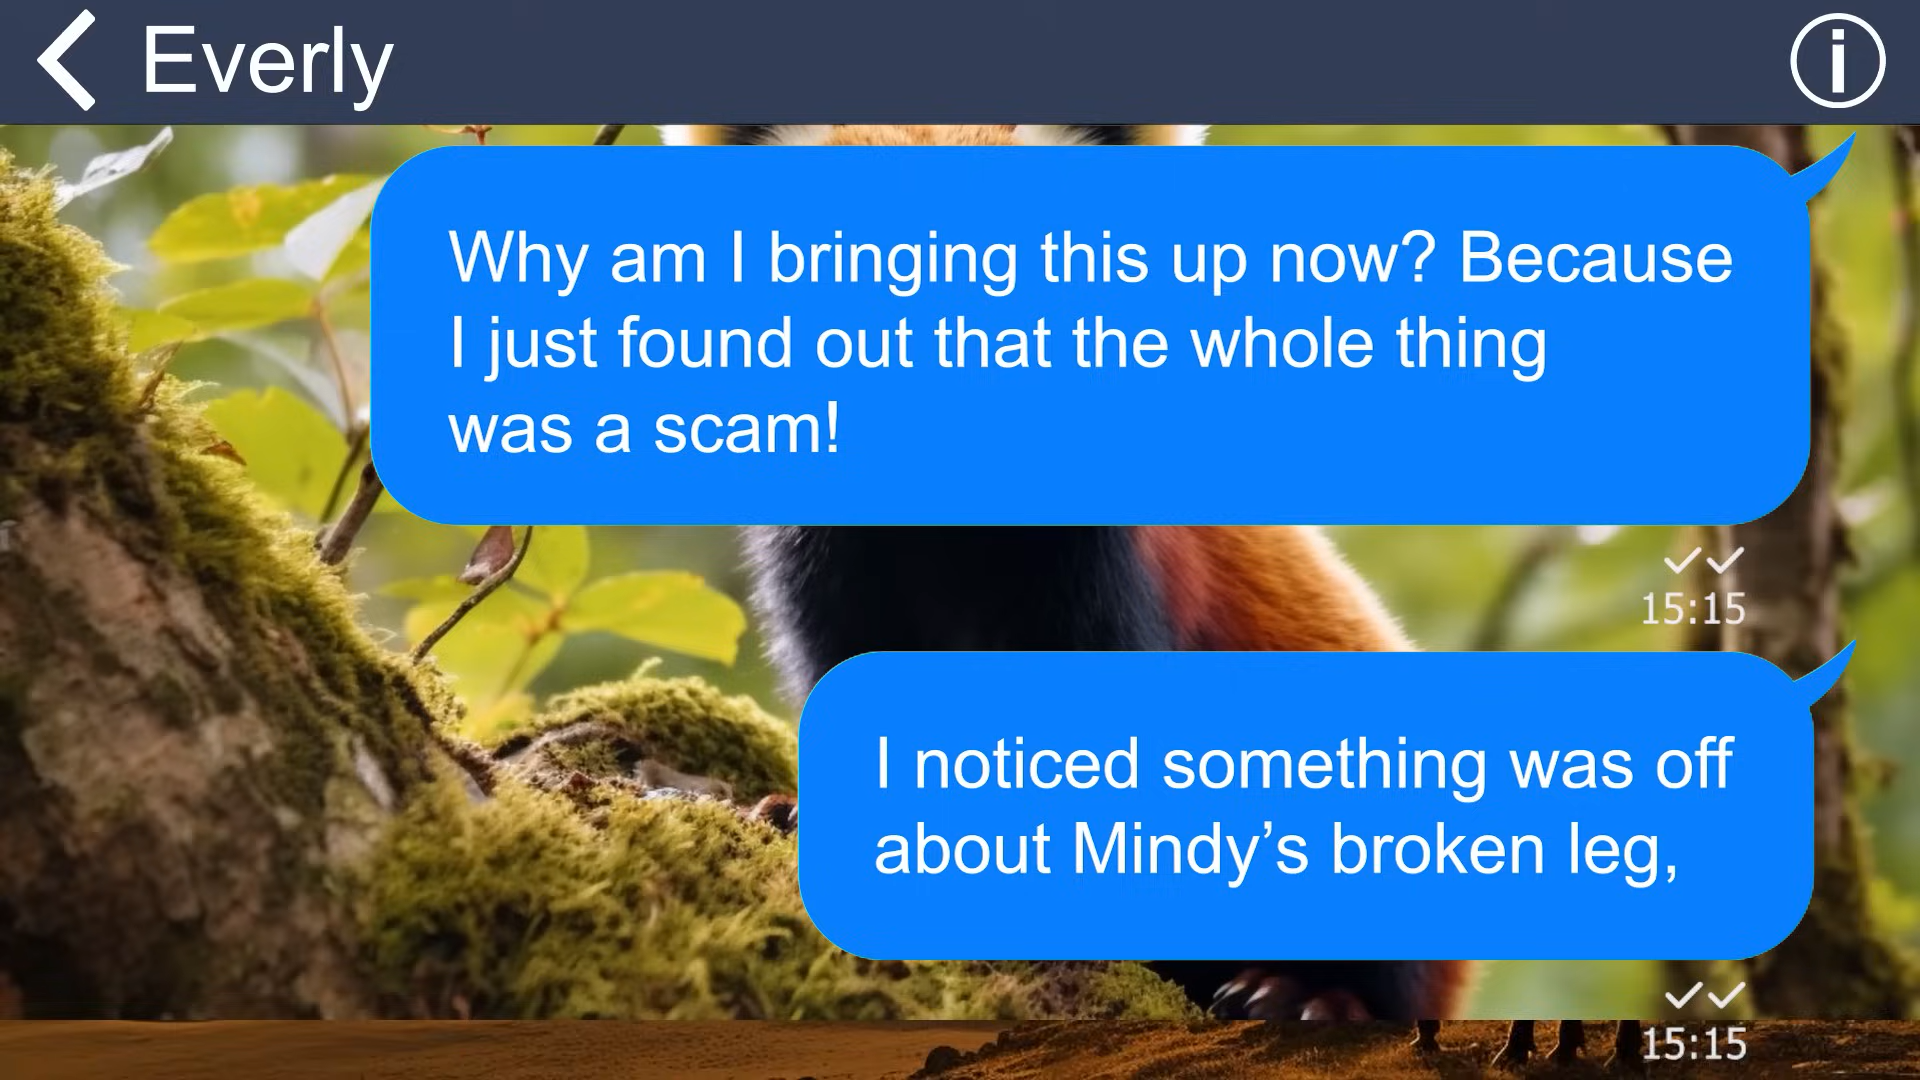 Everly
Why am I bringing this up now? Because
I just found out that the whole thing
was a scam!
15:15
I noticed something was off
about Mindy’s broken leg,
15:15